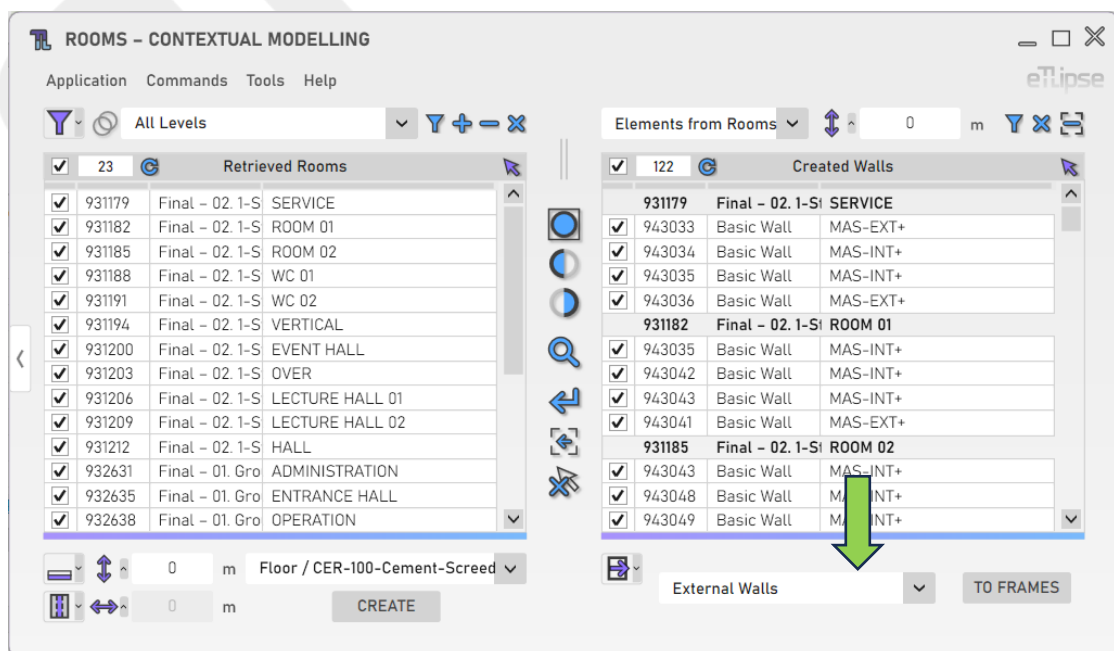 ROOMS – CONTEXTUAL MODELLING
Application Commands Tools Help
eTLipse
All Levels
Elements from Rooms 0 m
23 Retrieved Rooms
931179 Final – 02. 1-S SERVICE
931182 Final – 02. 1-S ROOM 01
931185 Final – 02. 1-S ROOM 02
931188 Final – 02. 1-S WC 01
931191 Final – 02. 1-S WC 02
931194 Final – 02. 1-S VERTICAL
931200 Final – 02. 1-S EVENT HALL
931203 Final – 02. 1-S OVER
931206 Final – 02. 1-S LECTURE HALL 01
931209 Final – 02. 1-S LECTURE HALL 02
931212 Final – 02. 1-S HALL
932631 Final – 01. Gro ADMINISTRATION
932635 Final – 01. Gro ENTRANCE HALL
932638 Final – 01. Gro OPERATION
122 Created Walls
931179 Final – 02. 1-St SERVICE
943033 Basic Wall MAS-EXT+
943034 Basic Wall MAS-INT+
943035 Basic Wall MAS-INT+
943036 Basic Wall MAS-EXT+
931182 Final – 02. 1-St ROOM 01
943035 Basic Wall MAS-INT+
943042 Basic Wall MAS-INT+
943043 Basic Wall MAS-INT+
943041 Basic Wall MAS-EXT+
931185 Final – 02. 1-St ROOM 02
943043 Basic Wall MAS-INT+
943048 Basic Wall MAS-INT+
943049 Basic Wall
0 m Floor / CER-100-Cement-Screed
0 m CREATE
External Walls TO FRAMES